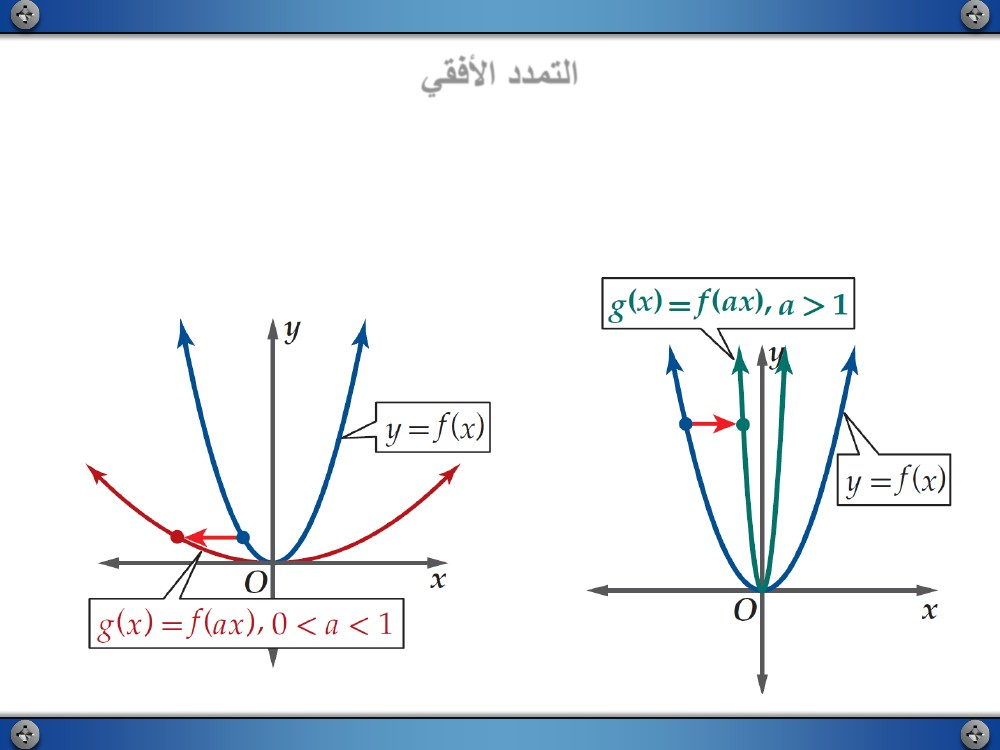 التمدد الأفقي
g(x) = f(ax), a > 1
y
y
y = f(x)
y = f(x)
O
x
O
x
g(x) = f(ax), 0 < a < 1